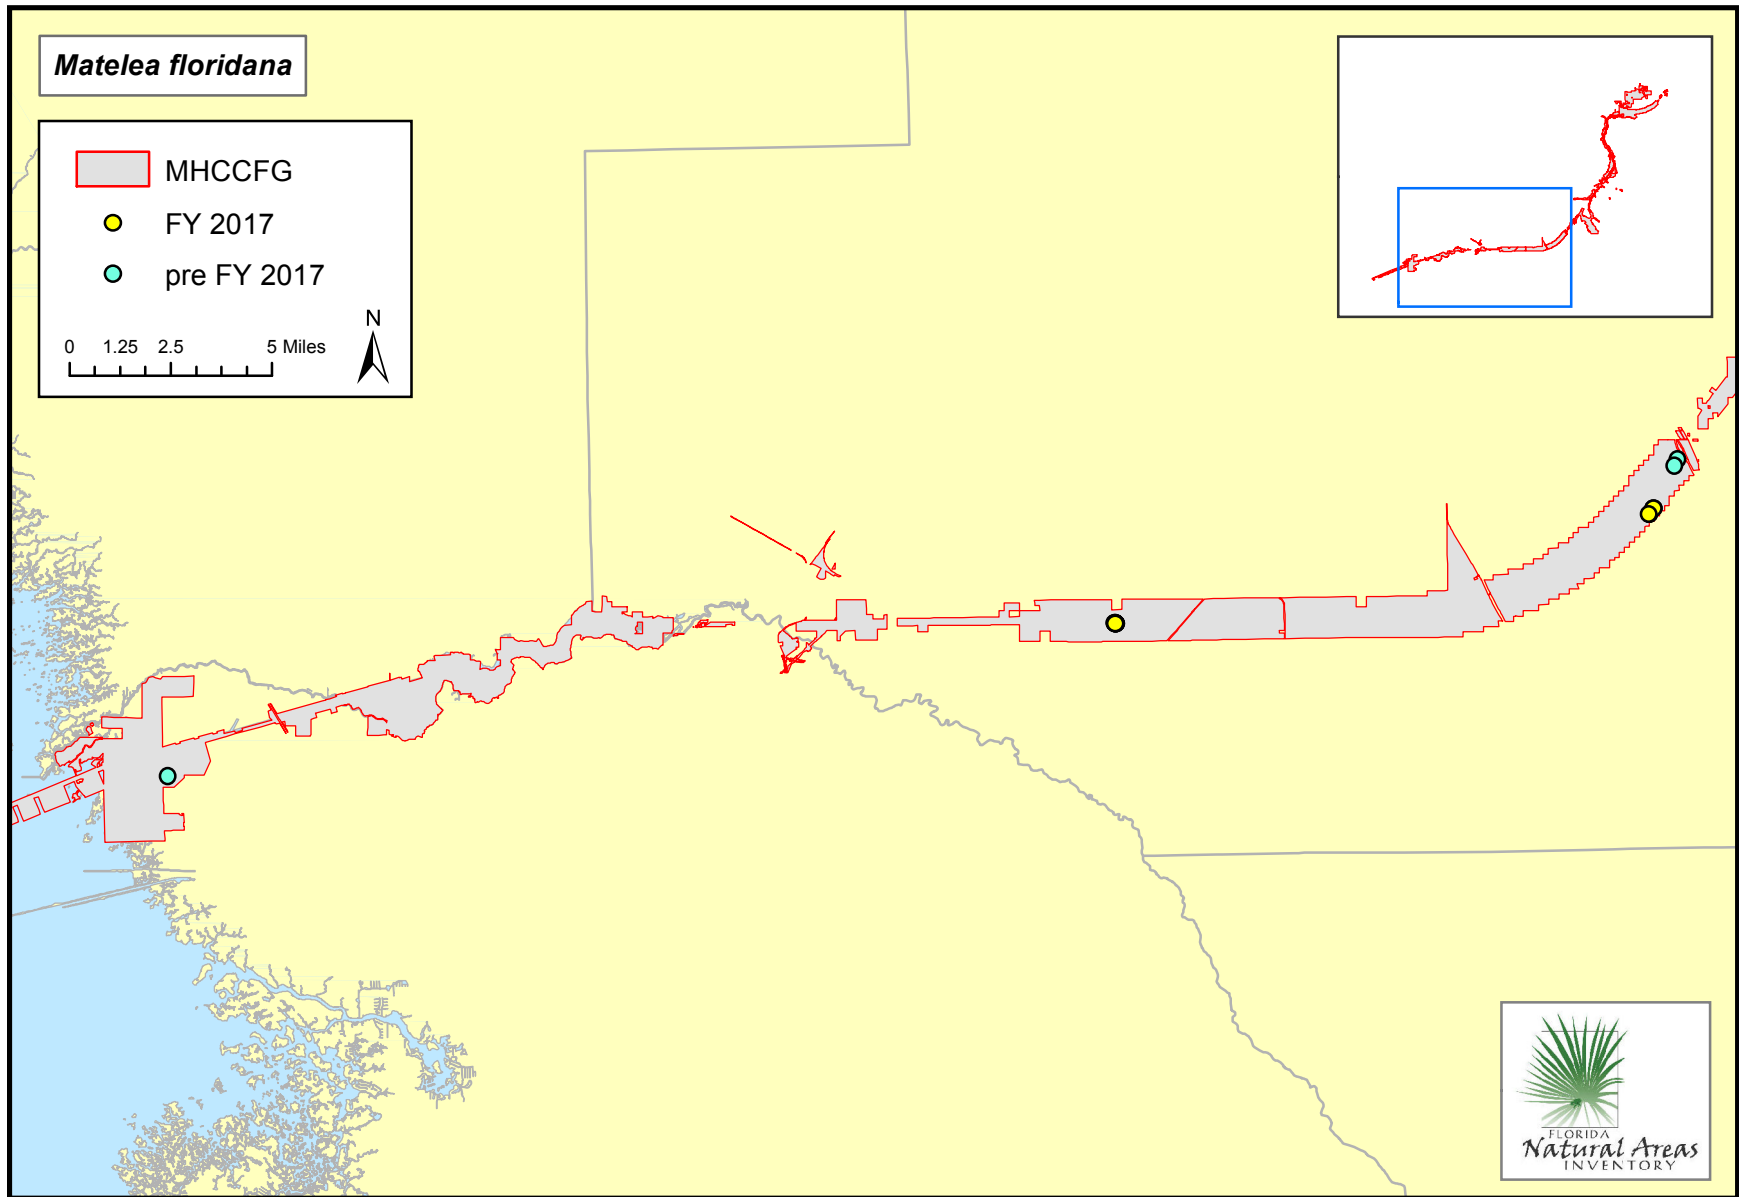 Matelea floridana
MHCCFG
FY 2017
pre FY 2017
N
0 1.25 2.5 5 Miles
FLORIDA
Natural Areas
INVENTORY